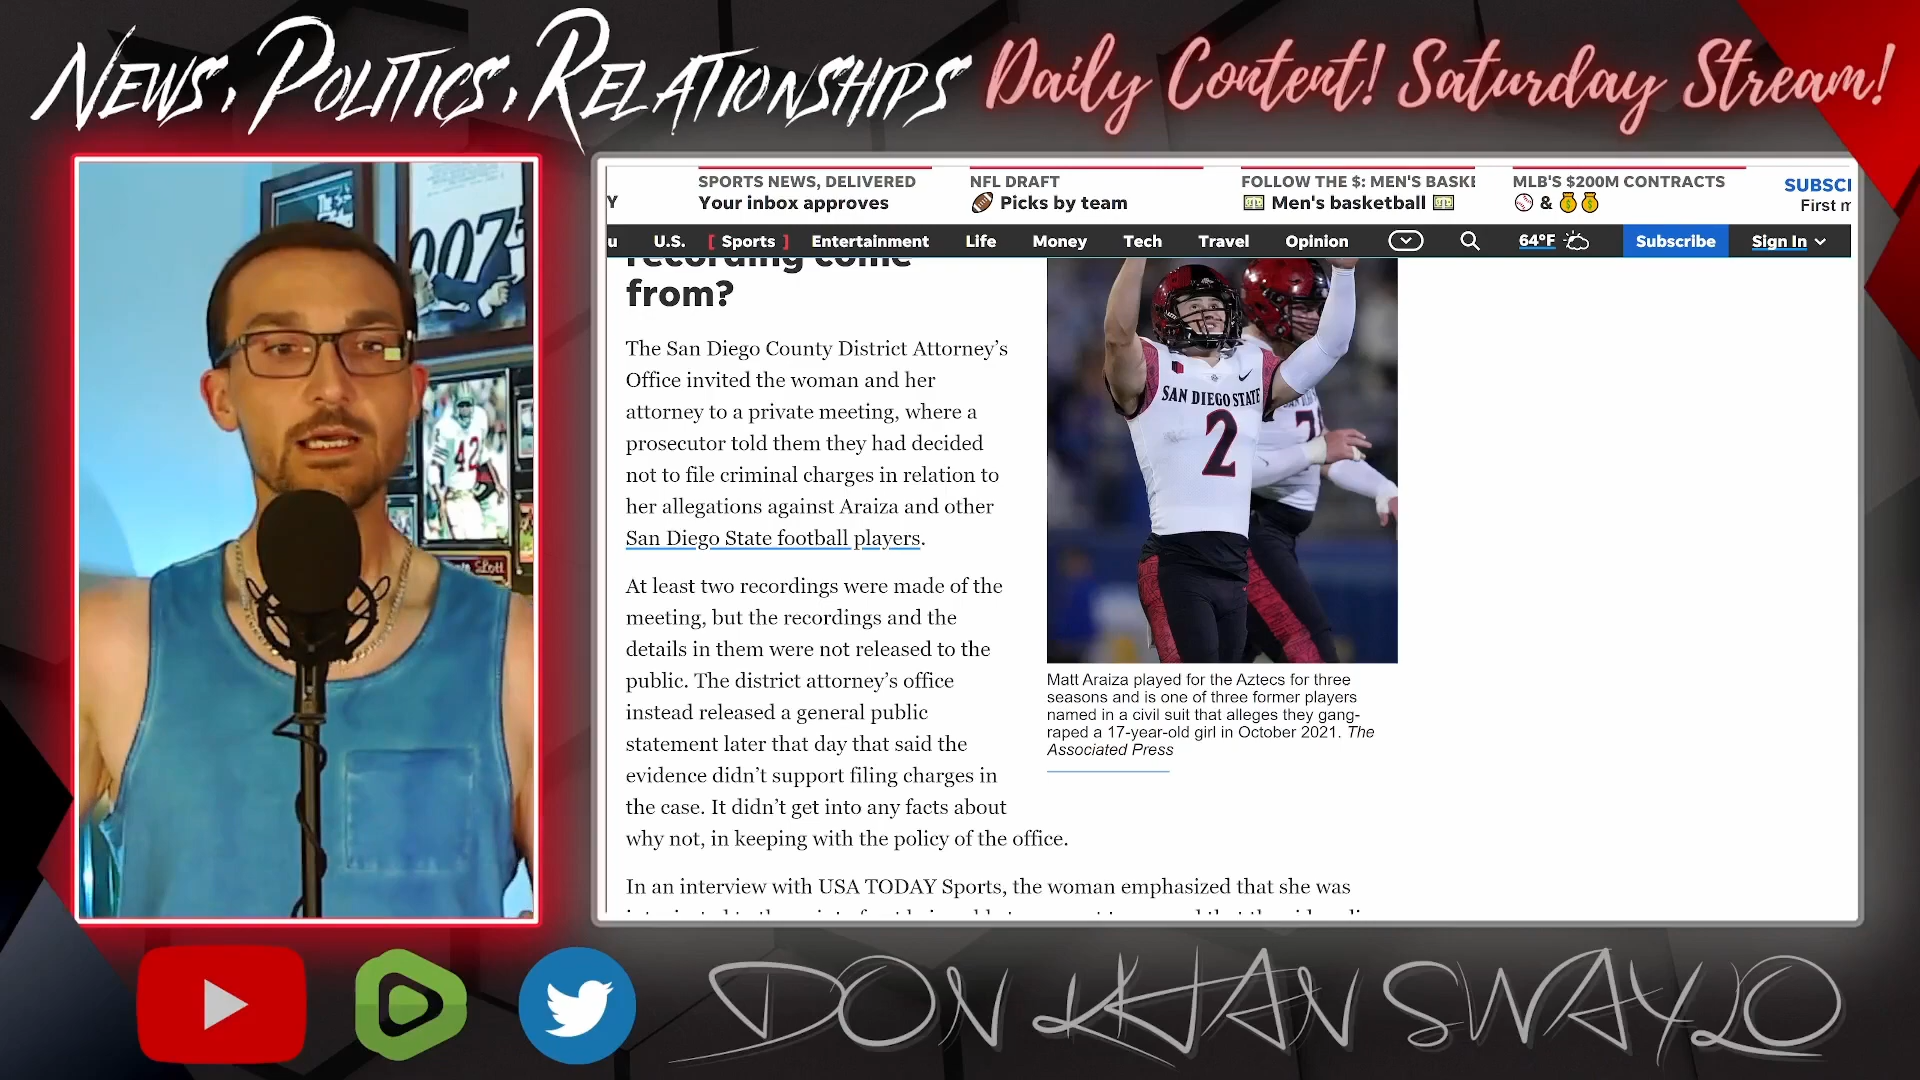 NEWS, POLITICS, RELATIONSHIPS
Daily Content! Saturday Stream!
SPORTS NEWS, DELIVERED
Your inbox approves
NFL DRAFT
🏈 Picks by team
FOLLOW THE $: MEN'S BASKE
💵 Men's basketball 💵
MLB'S $200M CONTRACTS
⚾ & 💰💰
SUBSCI
First m
Y
u U.S. [ Sports ] Entertainment Life Money Tech Travel Opinion 64°F Subscribe Sign In
recording come
from?
The San Diego County District Attorney's
Office invited the woman and her
attorney to a private meeting, where a
prosecutor told them they had decided
not to file criminal charges in relation to
her allegations against Araiza and other
San Diego State football players.
At least two recordings were made of the
meeting, but the recordings and the
details in them were not released to the
public. The district attorney's office
instead released a general public
statement later that day that said the
evidence didn't support filing charges in
the case. It didn't get into any facts about
why not, in keeping with the policy of the office.
In an interview with USA TODAY Sports, the woman emphasized that she was
SAN DIEGO STATE
2
Matt Araiza played for the Aztecs for three
seasons and is one of three former players
named in a civil suit that alleges they gang-
raped a 17-year-old girl in October 2021. The
Associated Press
007
42
DON KHAN SWAYLO